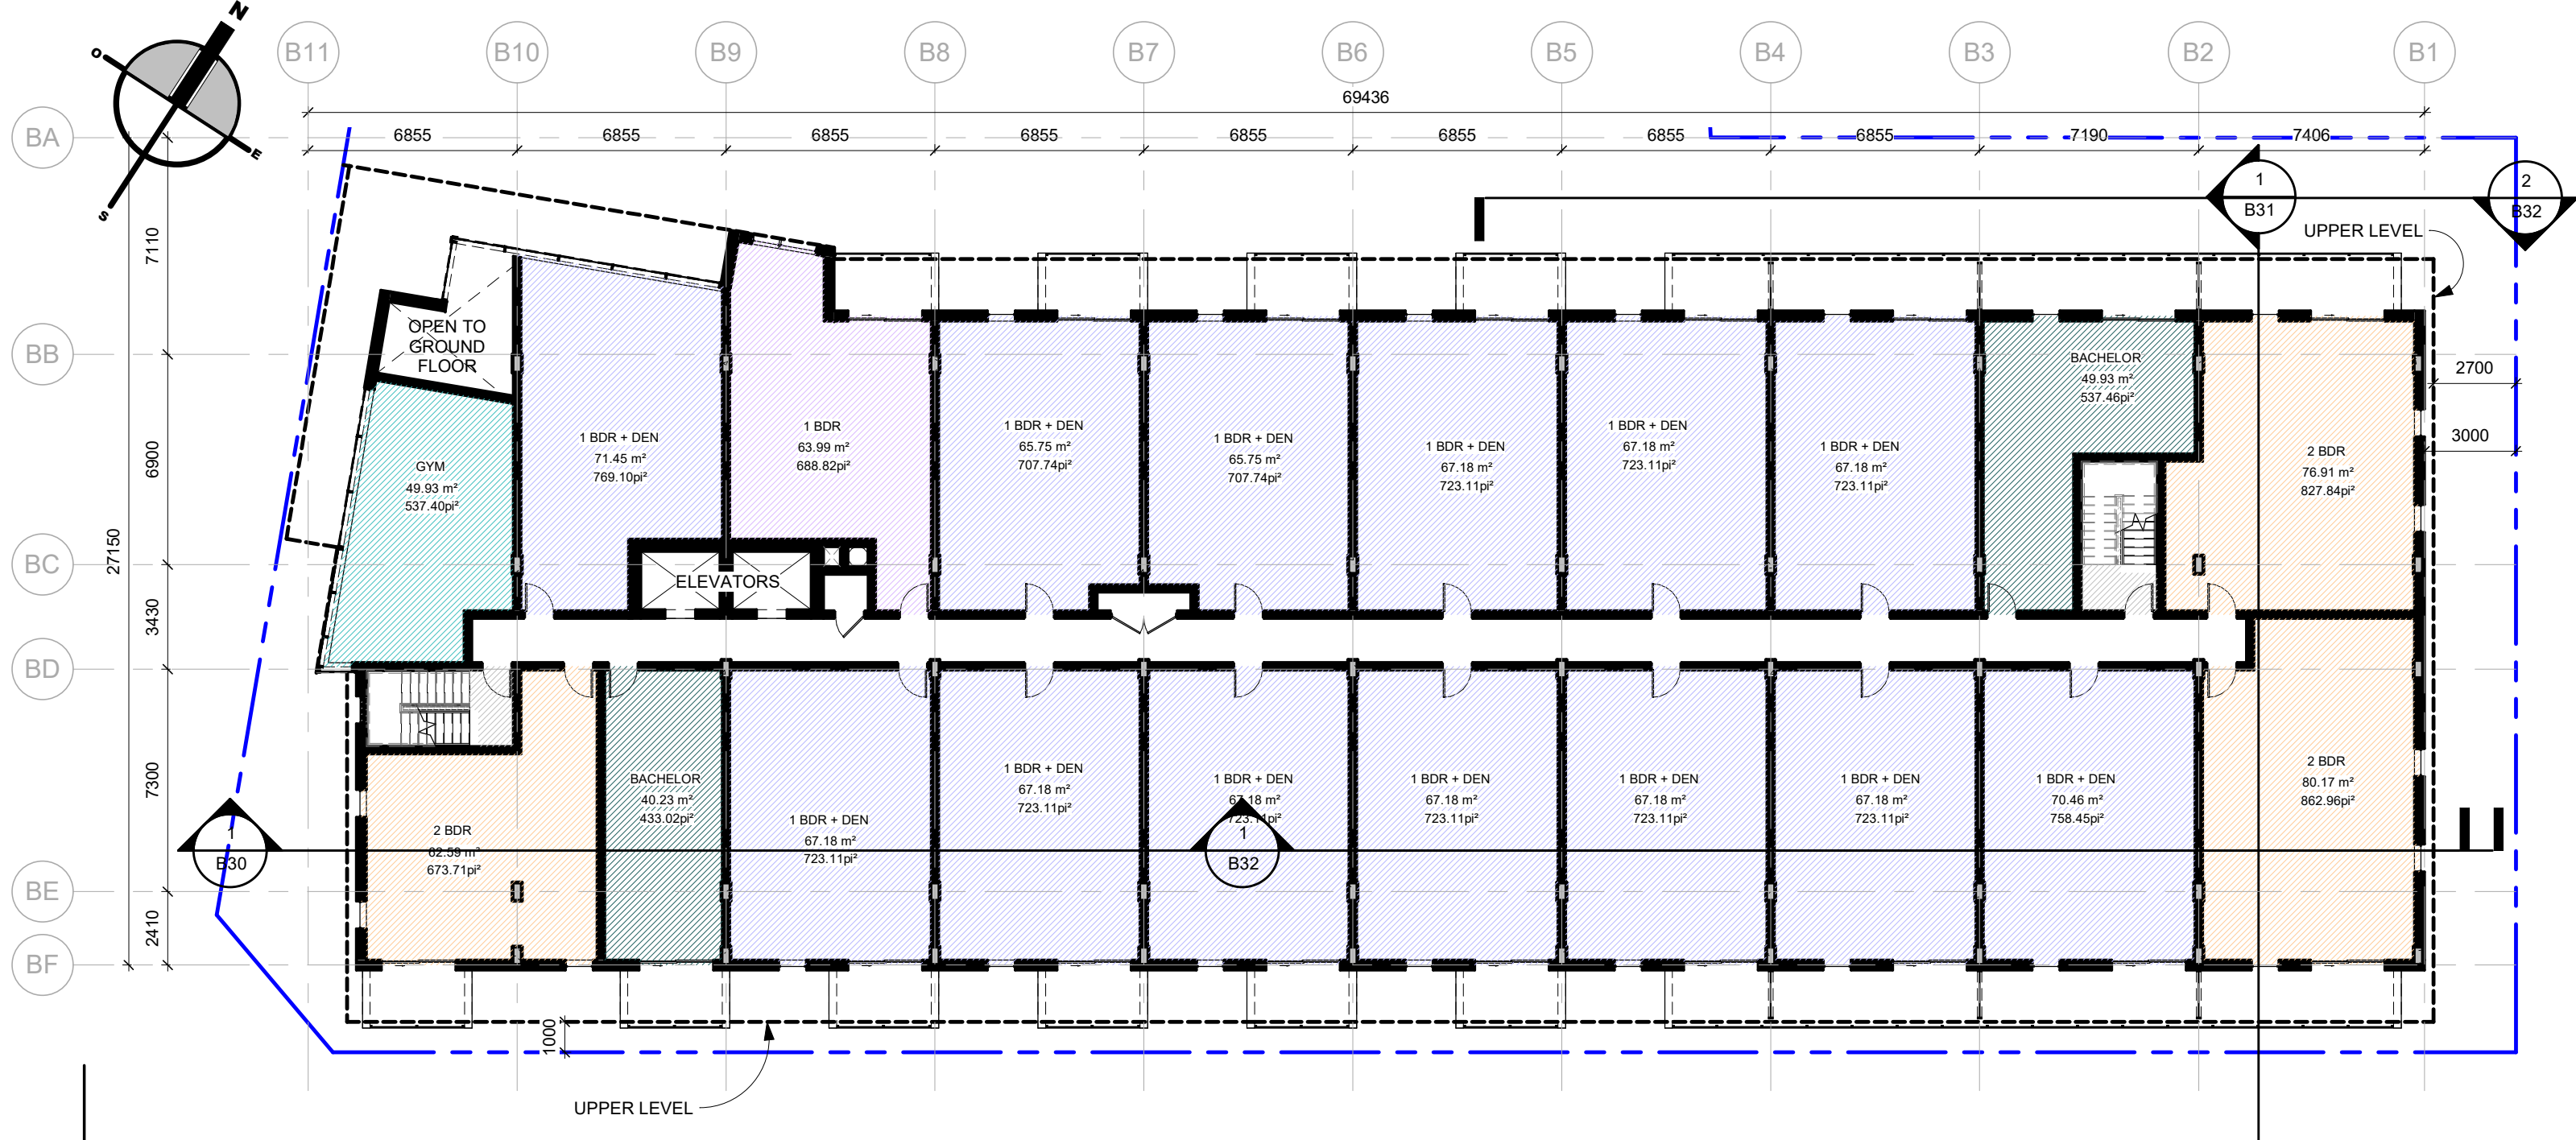 N
O
E
S
B11
B10
B9
B8
B7
B6
B5
B4
B3
B2
B1
69436
BA
6855
6855
6855
6855
6855
6855
6855
6855
7190
7406
1
B31
2
B32
UPPER LEVEL
7110
OPEN TO
GROUND
FLOOR
BB
BACHELOR
49.93 m²
537.46pi²
2700
3000
6900
GYM
49.93 m²
537.40pi²
1 BDR + DEN
71.45 m²
769.10pi²
1 BDR
63.99 m²
688.82pi²
1 BDR + DEN
65.75 m²
707.74pi²
1 BDR + DEN
65.75 m²
707.74pi²
1 BDR + DEN
67.18 m²
723.11pi²
1 BDR + DEN
67.18 m²
723.11pi²
1 BDR + DEN
67.18 m²
723.11pi²
2 BDR
76.91 m²
827.84pi²
27150
BC
ELEVATORS
3430
BD
7300
2 BDR
62.59 m²
673.71pi²
BACHELOR
40.23 m²
433.02pi²
1 BDR + DEN
67.18 m²
723.11pi²
1 BDR + DEN
67.18 m²
723.11pi²
1 BDR + DEN
67.18 m²
723.11pi²
1 BDR + DEN
67.18 m²
723.11pi²
1 BDR + DEN
67.18 m²
723.11pi²
1 BDR + DEN
67.18 m²
723.11pi²
1 BDR + DEN
70.46 m²
758.45pi²
2 BDR
80.17 m²
862.96pi²
1
B30
1
B32
BE
2410
BF
1000
UPPER LEVEL